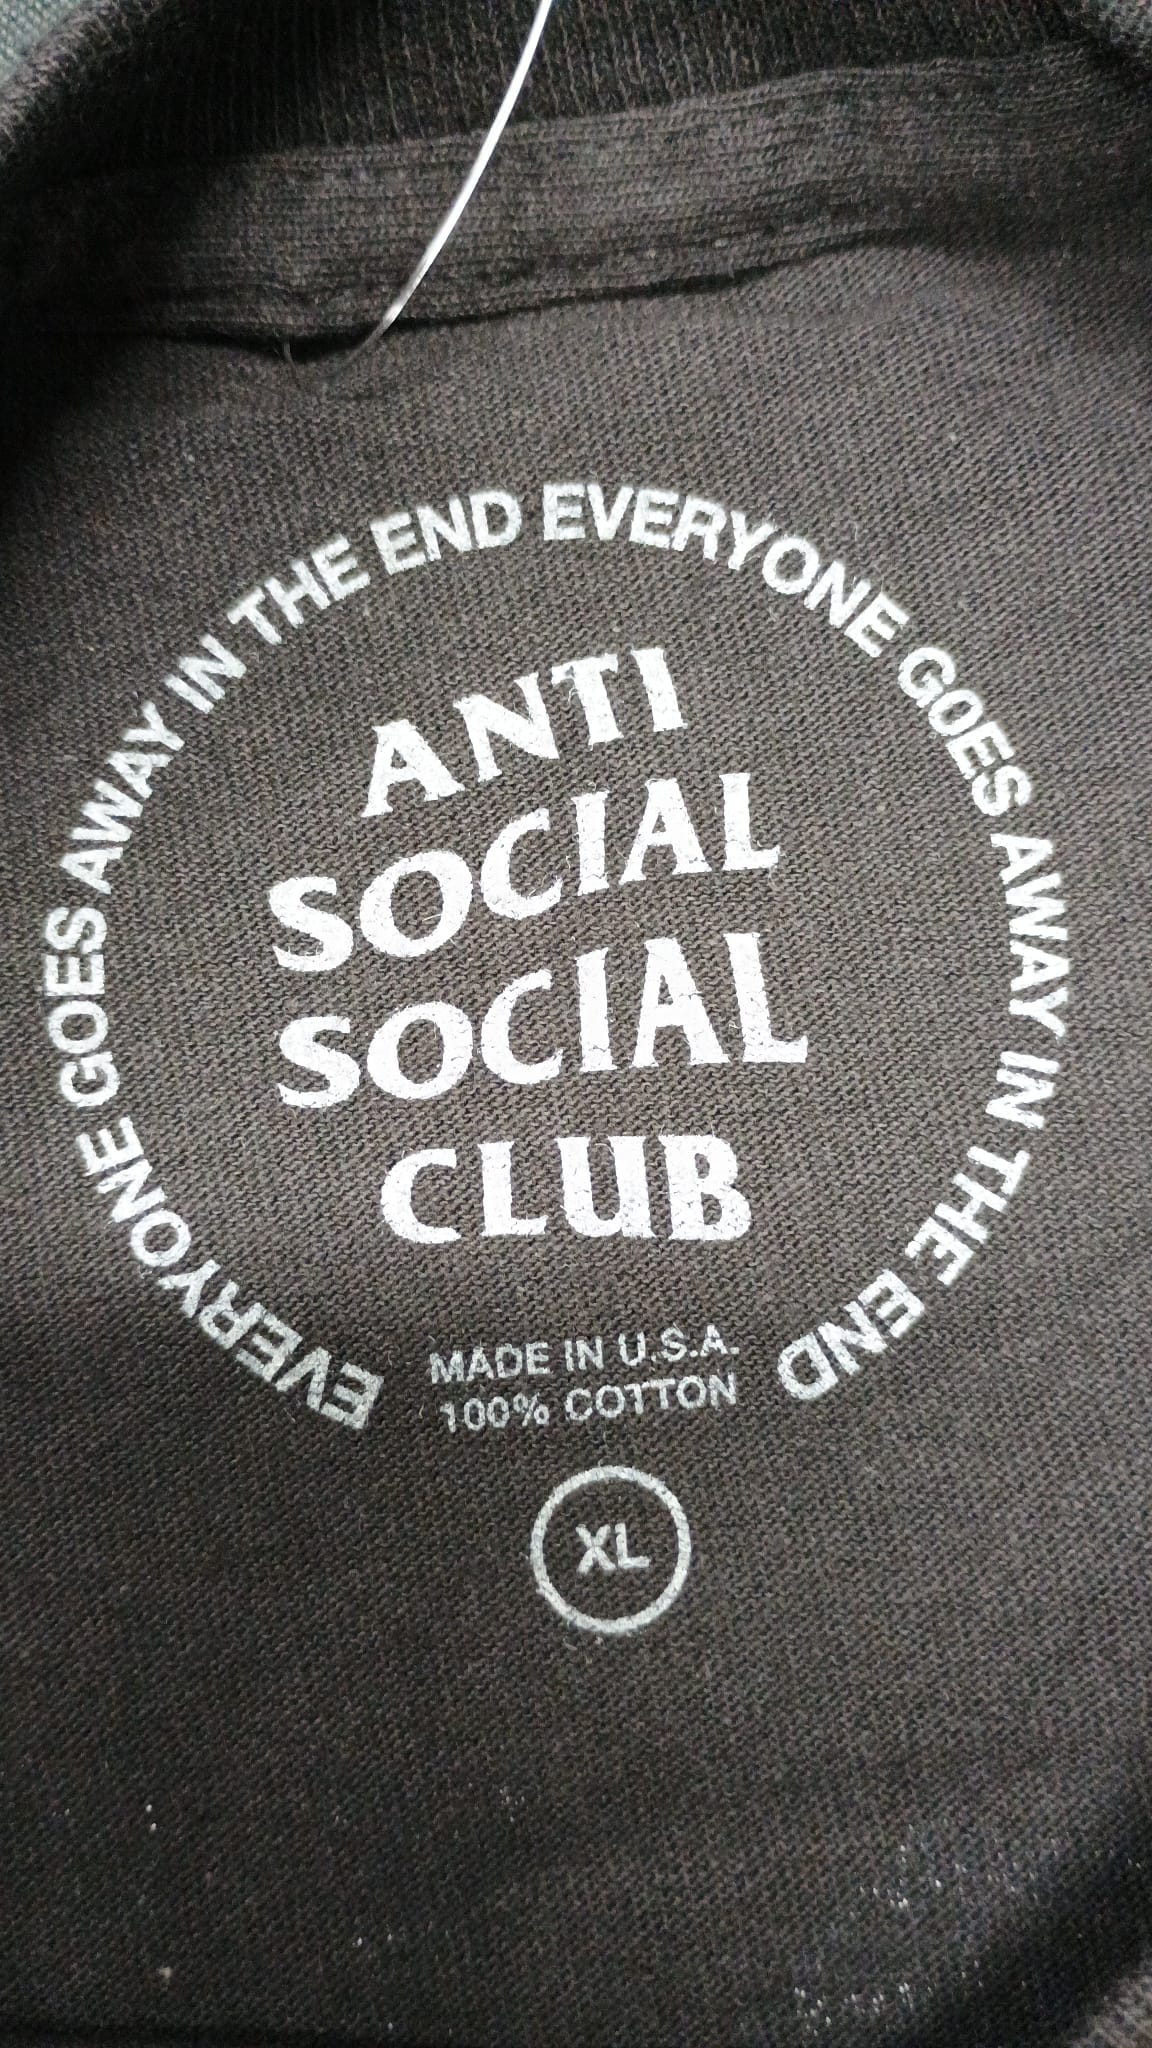 EVERYONE GOES AWAY IN THE END EVERYONE GOES AWAY IN THE END
ANTI
SOCIAL
SOCIAL
CLUB
MADE IN U.S.A.
100% COTTON
XL